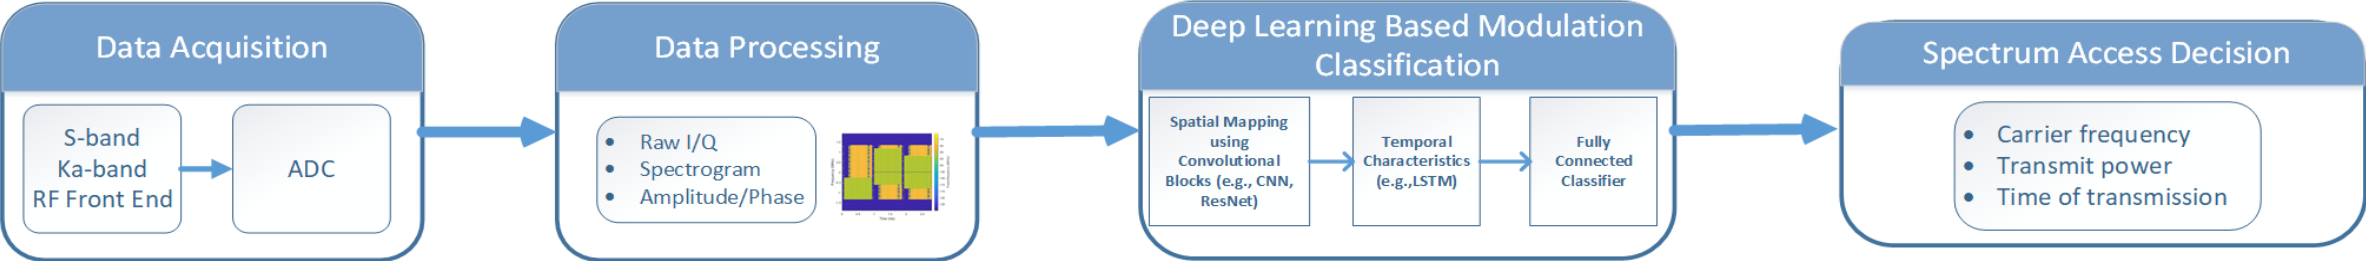 Data Acquisition
S-band
Ka-band
RF Front End
ADC
Data Processing
• Raw I/Q
• Spectrogram
• Amplitude/Phase
Deep Learning Based Modulation
Classification
Spatial Mapping
using
Convolutional
Blocks (e.g., CNN,
ResNet)
Temporal
Characteristics
(e.g.,LSTM)
Fully
Connected
Classifier
Spectrum Access Decision
• Carrier frequency
• Transmit power
• Time of transmission